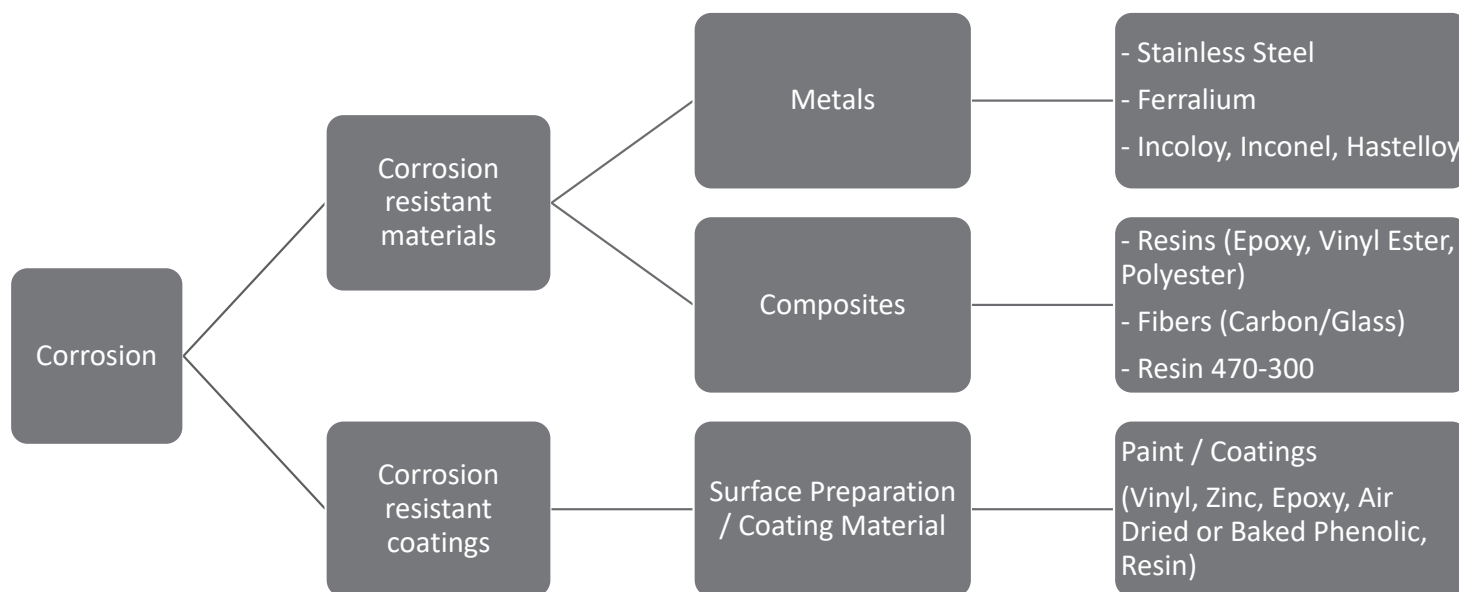 Corrosion
Corrosion
resistant
materials
Metals
- Stainless Steel
- Ferralium
- Incoloy, Inconel, Hastelloy
Composites
- Resins (Epoxy, Vinyl Ester,
Polyester)
- Fibers (Carbon/Glass)
- Resin 470-300
Corrosion
resistant
coatings
Surface Preparation
/ Coating Material
Paint / Coatings
(Vinyl, Zinc, Epoxy, Air
Dried or Baked Phenolic,
Resin)